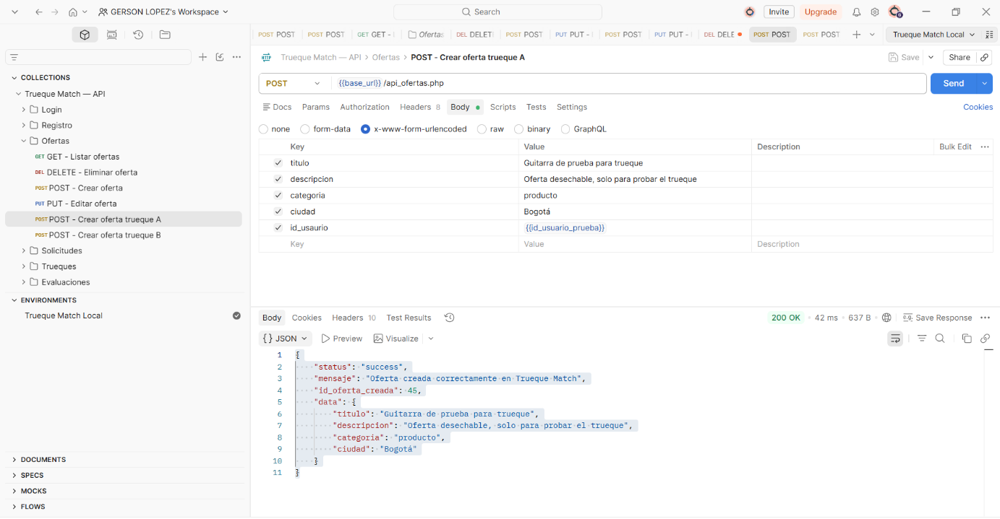 GERSON LOPEZ's Workspace
Search
Invite
Upgrade
6
POST POST
POST POST
GET GET -
Ofertas
DEL DELET
POST POST
PUT PUT -
POST POST
PUT PUT -
DEL DELE
POST POST
POST POST
Trueque Match Local
HTTP Trueque Match — API > Ofertas > POST - Crear oferta trueque A
Save
Share
POST
{{base_url}} /api_ofertas.php
Send
Docs Params Authorization Headers 8 Body Scripts Tests Settings
Cookies
none form-data x-www-form-urlencoded raw binary GraphQL
Key Value Description Bulk Edit
titulo Guitarra de prueba para trueque
descripcion Oferta desechable, solo para probar el trueque
categoria producto
ciudad Bogotá
id_usaurio {{id_usuario_prueba}}
Key Value Description
COLLECTIONS
Trueque Match — API
Login
Registro
Ofertas
GET GET - Listar ofertas
DEL DELETE - Eliminar oferta
POST POST - Crear oferta
PUT PUT - Editar oferta
POST POST - Crear oferta trueque A
POST POST - Crear oferta trueque B
Solicitudes
Trueques
Evaluaciones
ENVIRONMENTS
Trueque Match Local
DOCUMENTS
SPECS
MOCKS
FLOWS
Body Cookies Headers 10 Test Results
200 OK • 42 ms • 637 B
e.g. Save Response
{} JSON Preview Visualize
1 {
2 "status": "success",
3 "mensaje": "Oferta creada correctamente en Trueque Match",
4 "id_oferta_creada": 45,
5 "data": {
6 "titulo": "Guitarra de prueba para trueque",
7 "descripcion": "Oferta desechable, solo para probar el trueque",
8 "categoria": "producto",
9 "ciudad": "Bogotá"
10 }
11 }